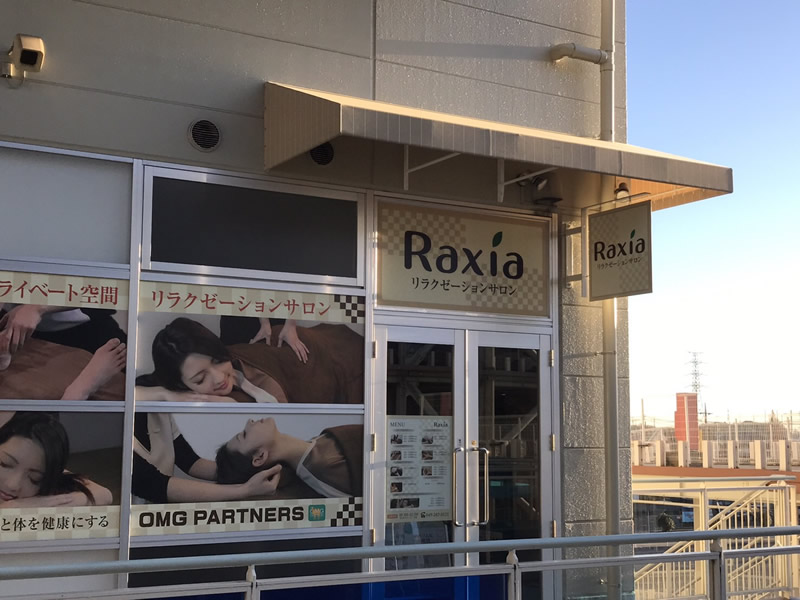 Raxia
リラクゼーションサロン
Raxia
リラクゼーションサロン
ライベート空間
リラクゼーションサロン
MENU
Raxia
と体を健康にする
OMG PARTNERS
OMG